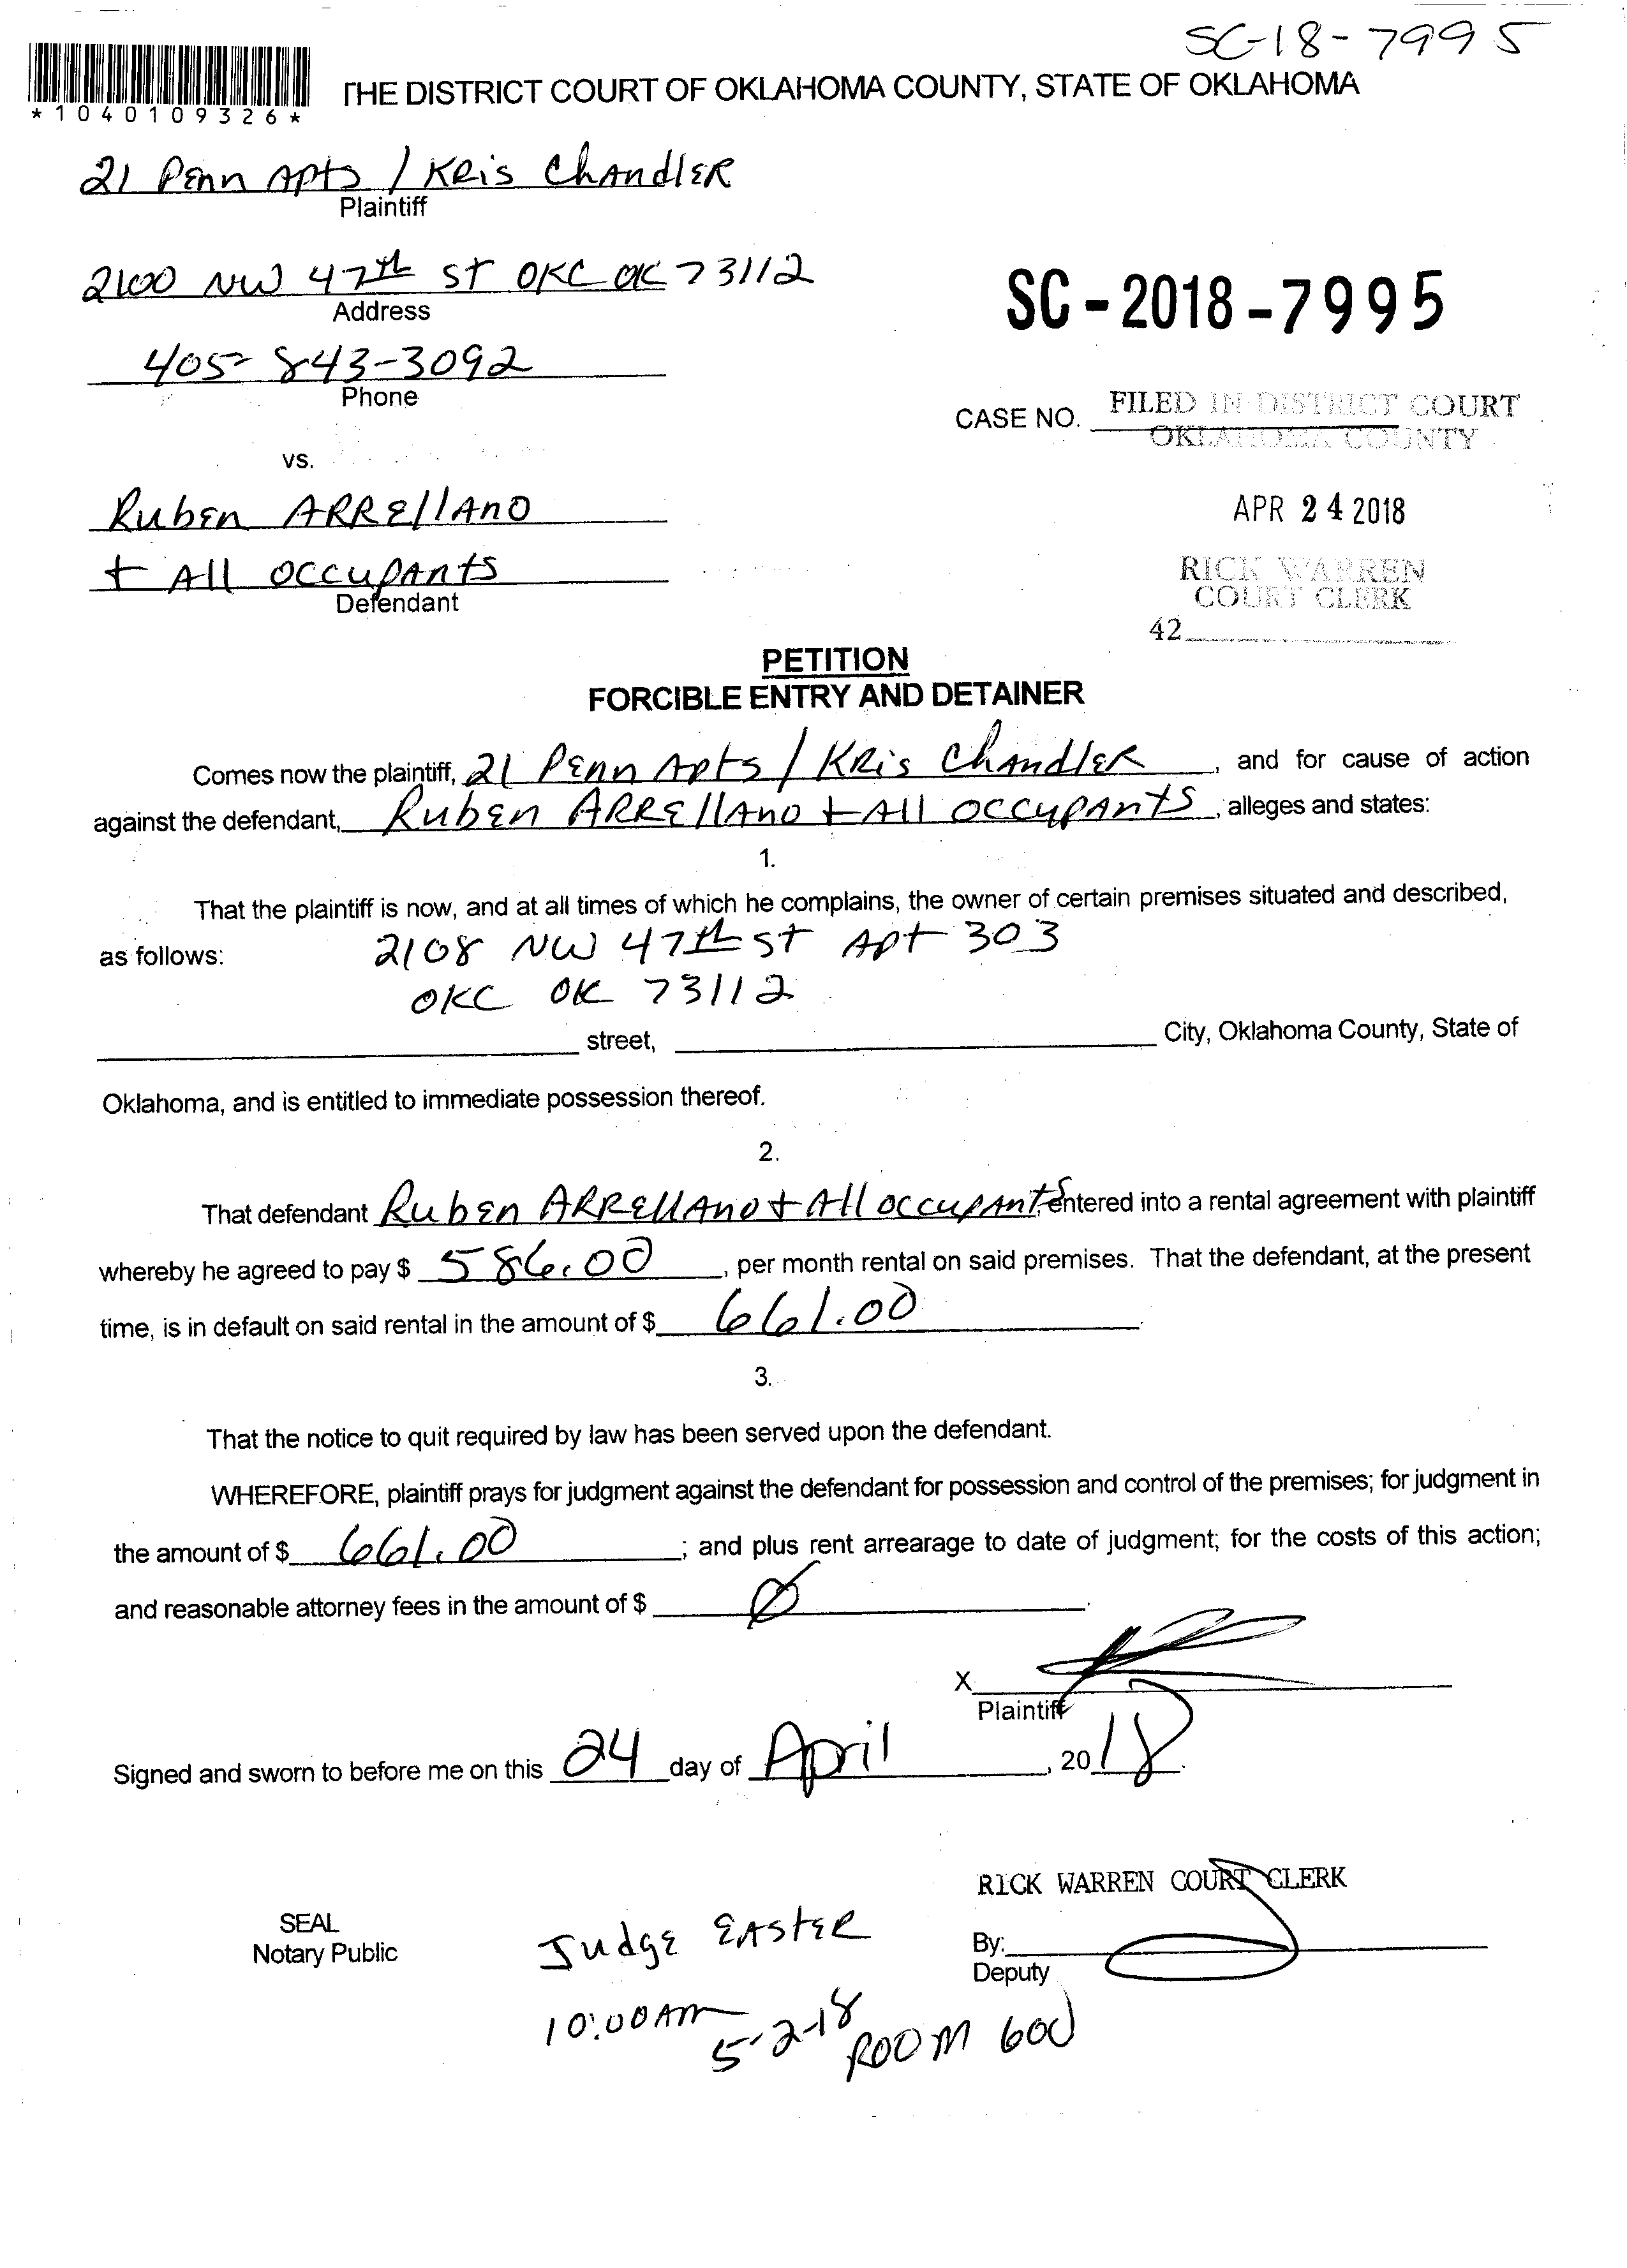 SC-18-7995
THE DISTRICT COURT OF OKLAHOMA COUNTY, STATE OF OKLAHOMA
*1040109326*
21 Penn Apts / Kris Chandler
Plaintiff
2100 NW 47th St OKC OK 73112
Address
SC-2018-7995
405-843-3092
Phone
CASE NO.
FILED IN DISTRICT COURT
OKLAHOMA COUNTY
vs.
Ruben Arrellano
APR 24 2018
+ All occupants
Defendant
RICK WARREN
COURT CLERK
42
PETITION
FORCIBLE ENTRY AND DETAINER
Comes now the plaintiff, 21 Penn Apts / Kris Chandler, and for cause of action
against the defendant, Ruben Arrellano + All occupants, alleges and states:
1.
That the plaintiff is now, and at all times of which he complains, the owner of certain premises situated and described,
as follows: 2108 NW 47th St Apt 303
OKC OK 73112
street, City, Oklahoma County, State of
Oklahoma, and is entitled to immediate possession thereof.
2.
That defendant Ruben Arrellano + All occupants, entered into a rental agreement with plaintiff
whereby he agreed to pay $ 586.00, per month rental on said premises. That the defendant, at the present
time, is in default on said rental in the amount of $ 661.00.
3.
That the notice to quit required by law has been served upon the defendant.
WHEREFORE, plaintiff prays for judgment against the defendant for possession and control of the premises; for judgment in
the amount of $ 661.00; and plus rent arrearage to date of judgment; for the costs of this action;
and reasonable attorney fees in the amount of $ Ø.
X
Plaintiff
Signed and sworn to before me on this 24 day of April, 2018.
RICK WARREN COURT CLERK
SEAL
Notary Public
Judge Easter
By:
Deputy
10:00 AM
5-2-18
Room 600